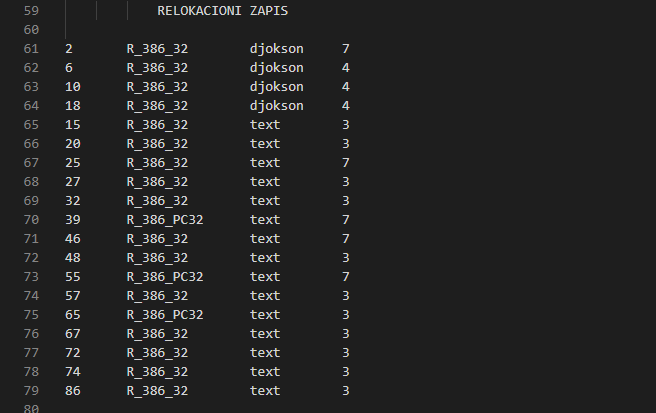 59 RELOKACIONI ZAPIS
60
61 2 R_386_32 djokson 7
62 6 R_386_32 djokson 4
63 10 R_386_32 djokson 4
64 18 R_386_32 djokson 4
65 15 R_386_32 text 3
66 20 R_386_32 text 3
67 25 R_386_32 text 7
68 27 R_386_32 text 3
69 32 R_386_32 text 3
70 39 R_386_PC32 text 7
71 46 R_386_32 text 7
72 48 R_386_32 text 3
73 55 R_386_PC32 text 7
74 57 R_386_32 text 3
75 65 R_386_PC32 text 3
76 67 R_386_32 text 3
77 72 R_386_32 text 3
78 74 R_386_32 text 3
79 86 R_386_32 text 3
80